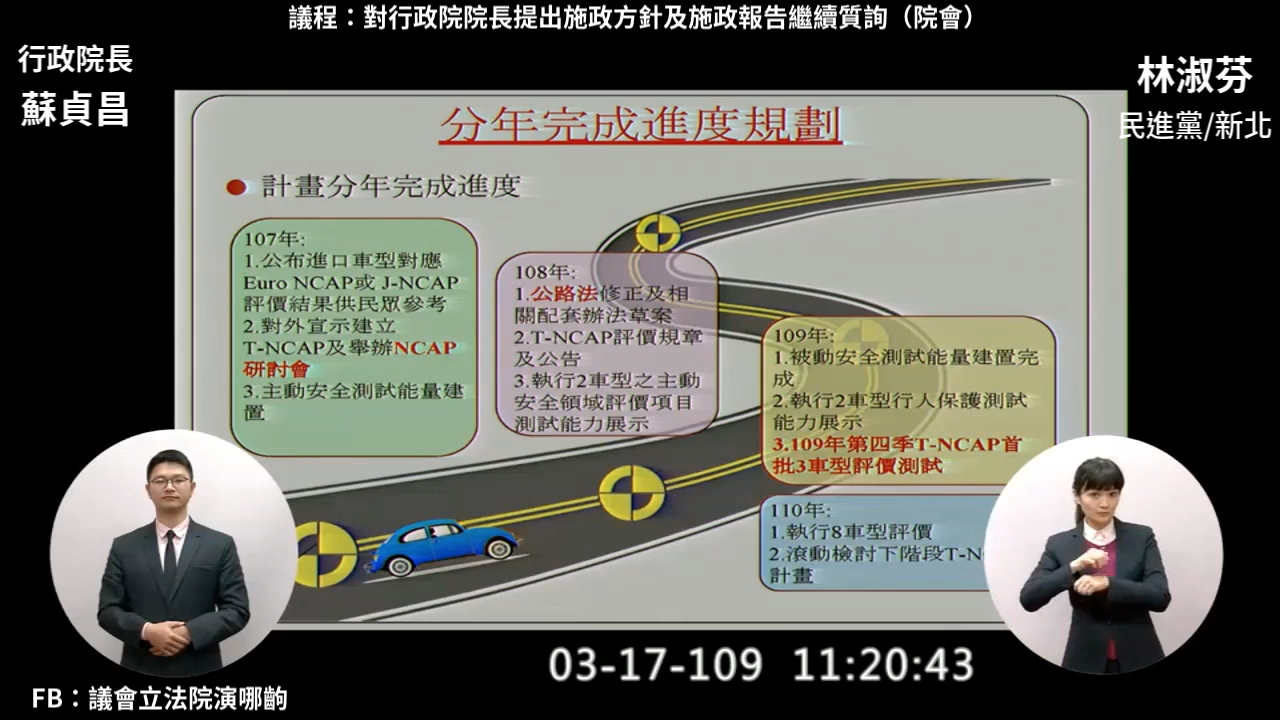 議程：對行政院院長提出施政方針及施政報告繼續質詢（院會）
行政院長
蘇貞昌
林淑芬
民進黨/新北
分年完成進度規劃
計畫分年完成進度
107年:
1.公布進口車型對應
Euro NCAP或 J-NCAP
評價結果供民眾參考
2.對外宣示建立
T-NCAP及舉辦NCAP
研討會
3.主動安全測試能量建
置
108年:
1.公路法修正及相
關配套辦法草案
2.T-NCAP評價規章
及公告
3.執行2車型之主動
安全領域評價項目
測試能力展示
109年:
1.被動安全測試能量建置完
成
2.執行2車型行人保護測試
能力展示
3.109年第四季T-NCAP首
批3車型評價測試
110年:
1.執行8車型評價
2.滾動檢討下階段T-N
計畫
03-17-109 11:20:43
FB：議會立法院演哪齣